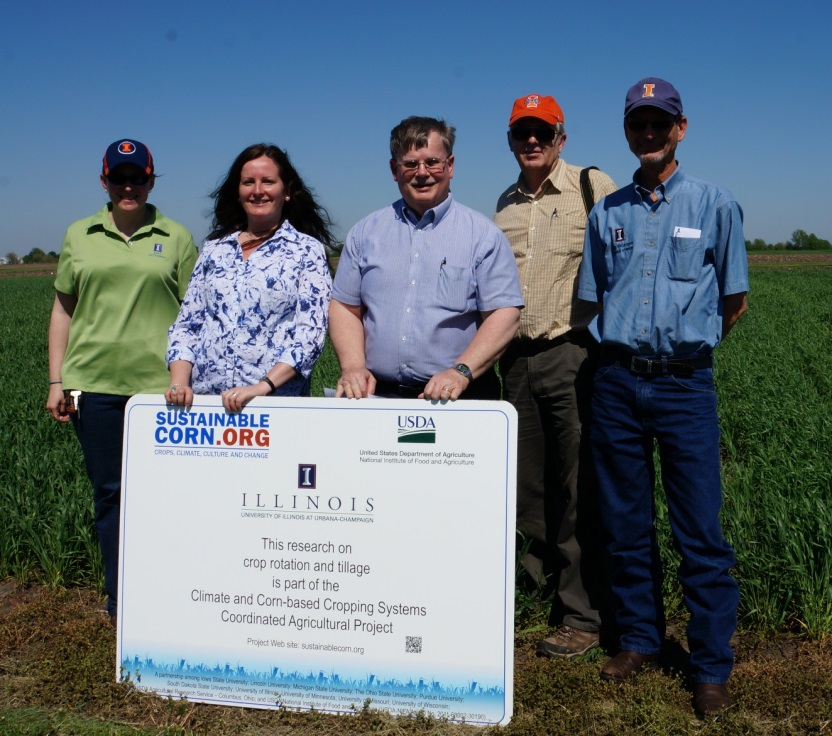 SUSTAINABLE
CORN.ORG
CROPS, CLIMATE, CULTURE AND CHANGE
USDA
United States Department of Agriculture
National Institute of Food and Agriculture
I
ILLINOIS
UNIVERSITY OF ILLINOIS AT URBANA-CHAMPAIGN
This research on
crop rotation and tillage
is part of the
Climate and Corn-based Cropping Systems
Coordinated Agricultural Project
Project Web site: sustainablecorn.org
A partnership among Iowa State University; Lincoln University; Michigan State University; The Ohio State University; Purdue University;
South Dakota State University; University of Illinois; University of Minnesota; University of Missouri; University of Wisconsin;
Research Service – Columbus, Ohio; and National Institute of Food and
I
I
I
I